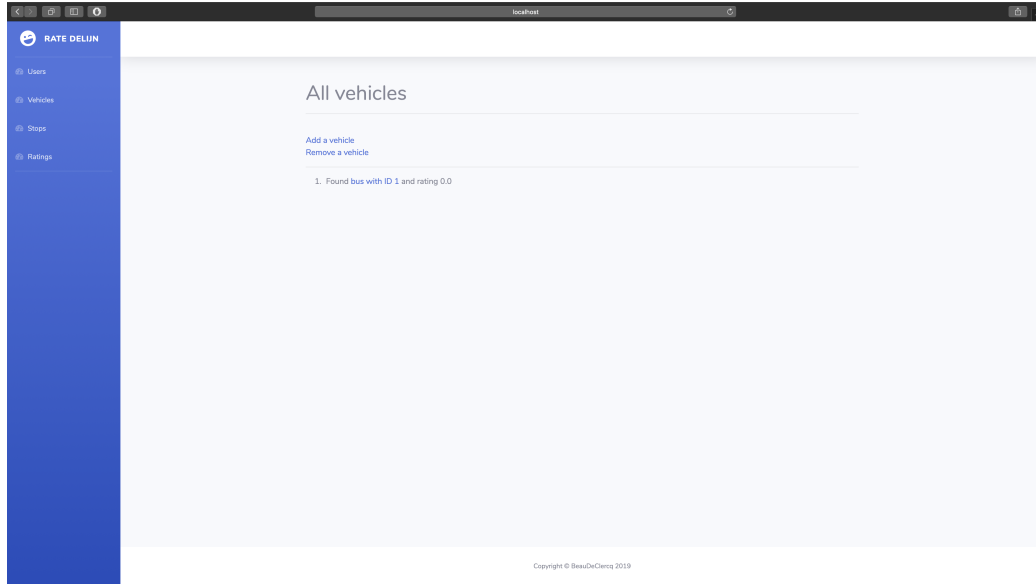 localhost
RATE DELIJN
Users
Vehicles
Stops
Ratings
All vehicles
Add a vehicle
Remove a vehicle
1. Found bus with ID 1 and rating 0.0
Copyright © BeauDeClercq 2019